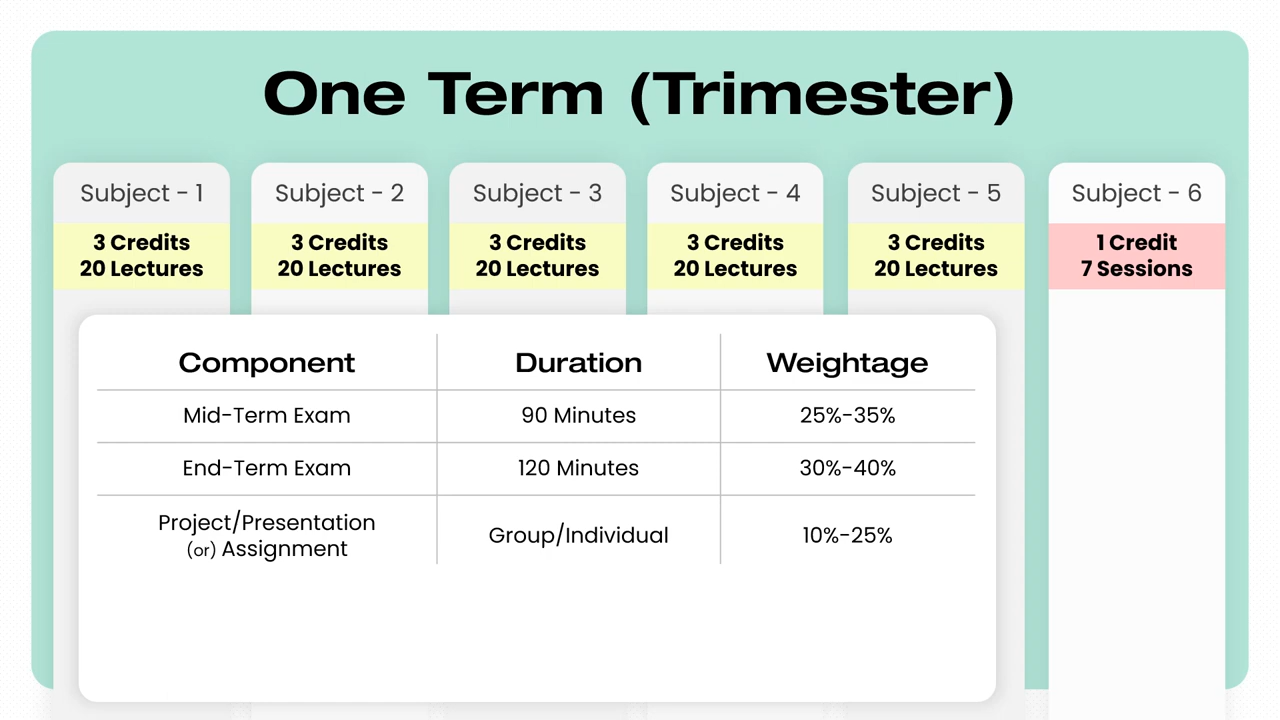 One Term (Trimester)
Subject - 1
Subject - 2
Subject - 3
Subject - 4
Subject - 5
Subject - 6
3 Credits
20 Lectures
3 Credits
20 Lectures
3 Credits
20 Lectures
3 Credits
20 Lectures
3 Credits
20 Lectures
1 Credit
7 Sessions
Component
Duration
Weightage
Mid-Term Exam
90 Minutes
25%-35%
End-Term Exam
120 Minutes
30%-40%
Project/Presentation
(or) Assignment
Group/Individual
10%-25%